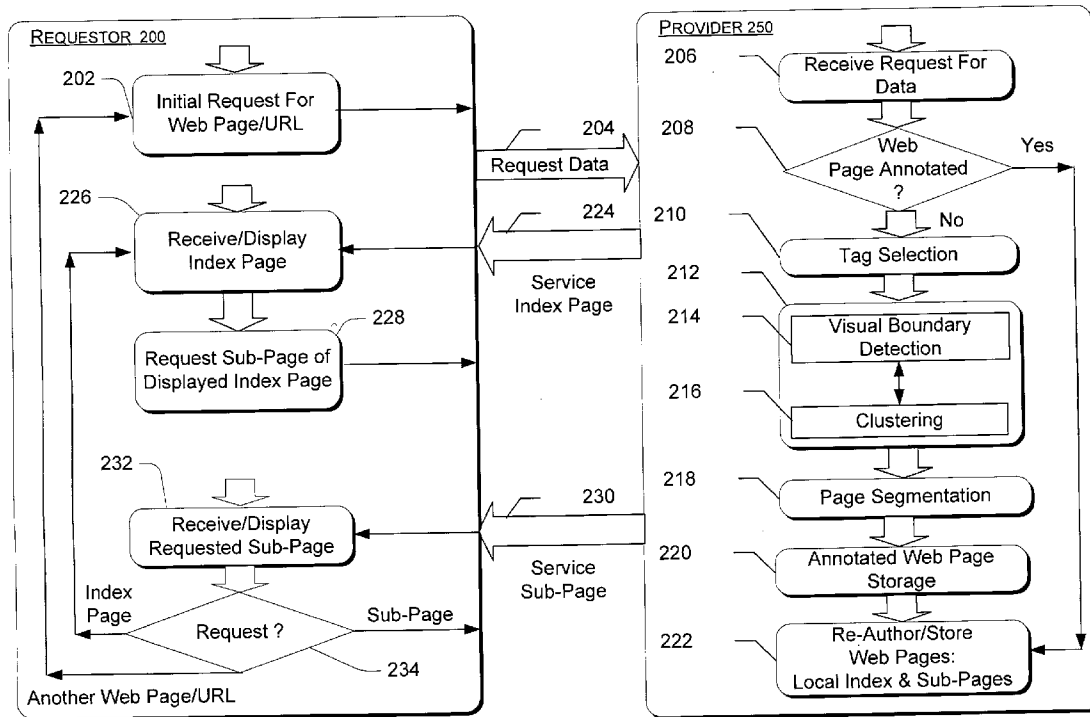 REQUESTOR 200
202
Initial Request For
Web Page/URL
226
Receive/Display
Index Page
228
Request Sub-Page of
Displayed Index Page
232
Receive/Display
Requested Sub-Page
Index
Page
Request ?
Sub-Page
234
Another Web Page/URL
204
Request Data
224
Service
Index Page
230
Service
Sub-Page
PROVIDER 250
206
Receive Request For
Data
208
Web
Page Annotated
?
Yes
No
210
Tag Selection
212
214
Visual Boundary
Detection
216
Clustering
218
Page Segmentation
220
Annotated Web Page
Storage
222
Re-Author/Store
Web Pages:
Local Index & Sub-Pages